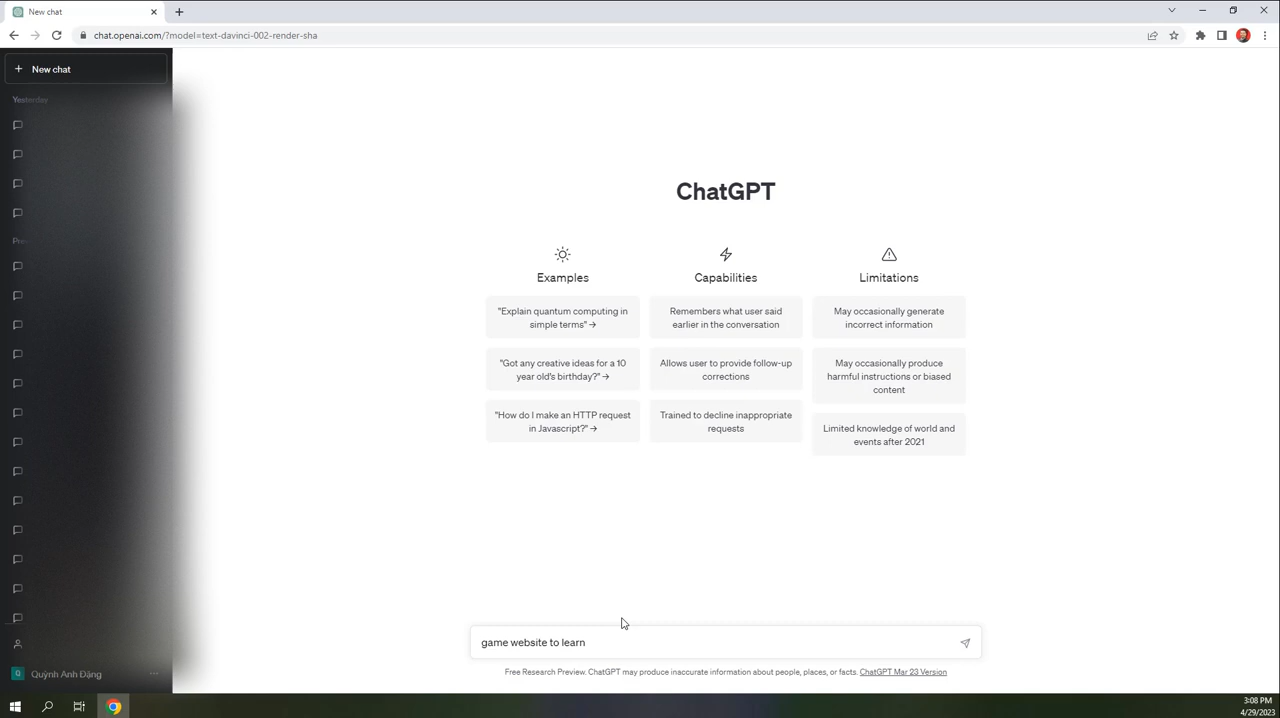 New chat
chat.openai.com/?model=text-davinci-002-render-sha
New chat
Yesterday
ChatGPT
Examples
"Explain quantum computing in
simple terms" →
"Got any creative ideas for a 10
year old's birthday?" →
"How do I make an HTTP request
in Javascript?" →
Capabilities
Remembers what user said
earlier in the conversation
Allows user to provide follow-up
corrections
Trained to decline inappropriate
requests
Limitations
May occasionally generate
incorrect information
May occasionally produce
harmful instructions or biased
content
Limited knowledge of world and
events after 2021
game website to learn
Free Research Preview. ChatGPT may produce inaccurate information about people, places, or facts. ChatGPT Mar 23 Version
Q
Quỳnh Anh Đặng
3:08 PM
4/29/2023